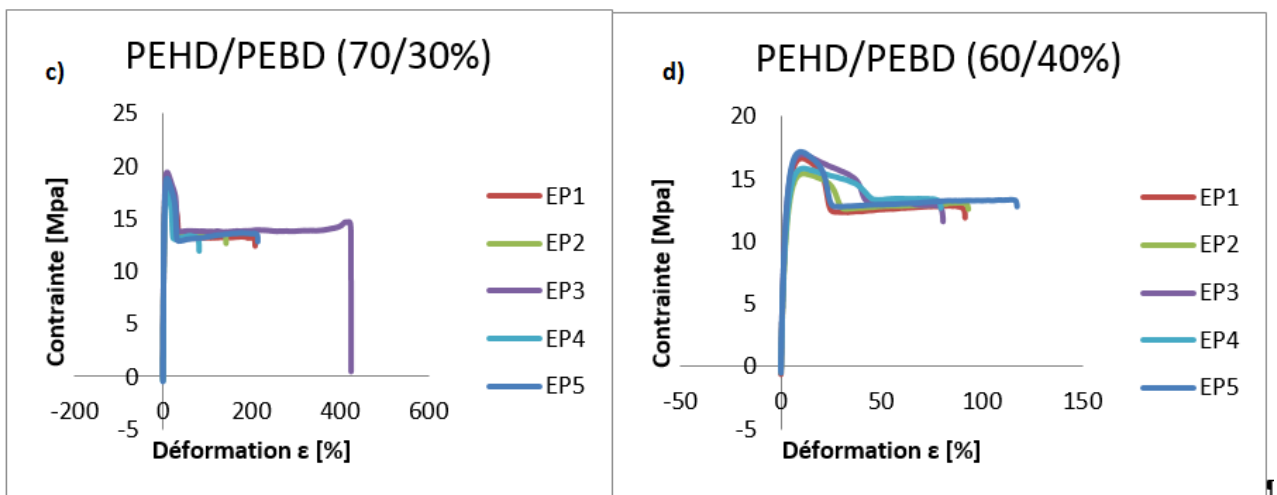 c)
PEHD/PEBD (70/30%)
25
20
15
10
5
0
-5
-200 0 200 400 600
Contrainte [Mpa]
Déformation ε [%]
EP1
EP2
EP3
EP4
EP5
d)
PEHD/PEBD (60/40%)
20
15
10
5
0
-5
-50 0 50 100 150
Contrainte [Mpa]
Déformation ε [%]
EP1
EP2
EP3
EP4
EP5